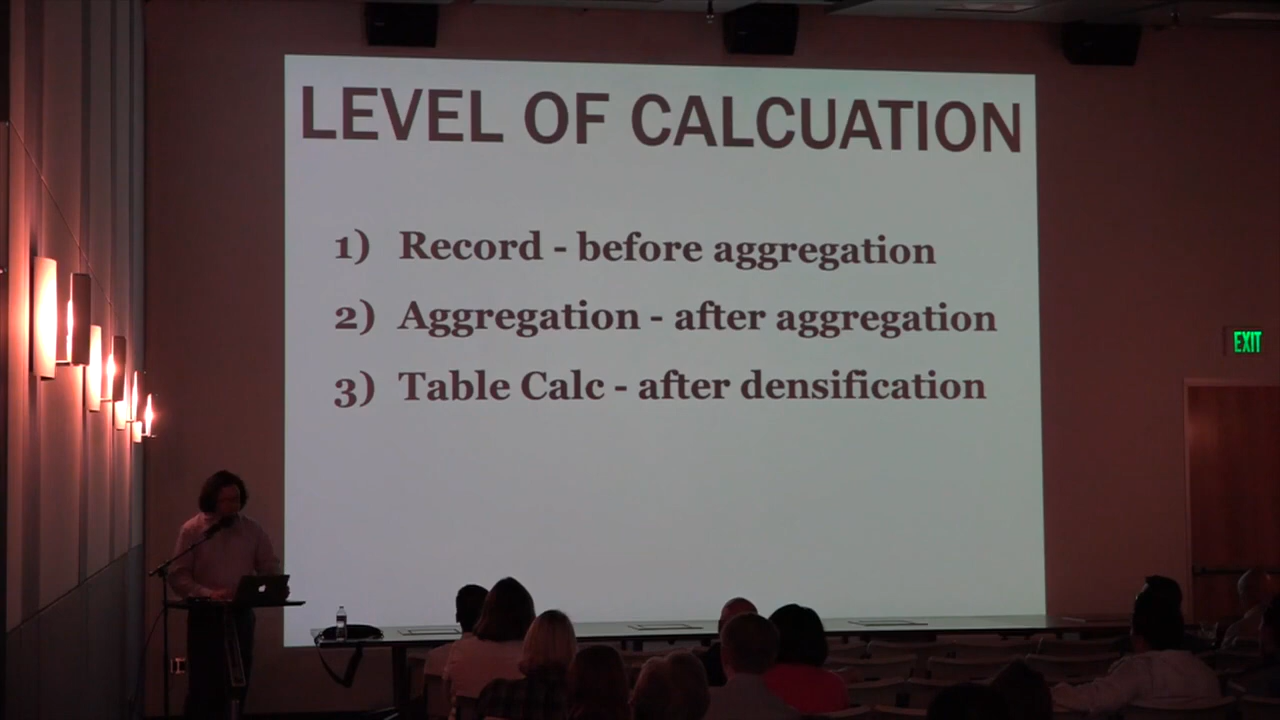 LEVEL OF CALCUATION
1) Record - before aggregation
2) Aggregation - after aggregation
3) Table Calc - after densification
EXIT